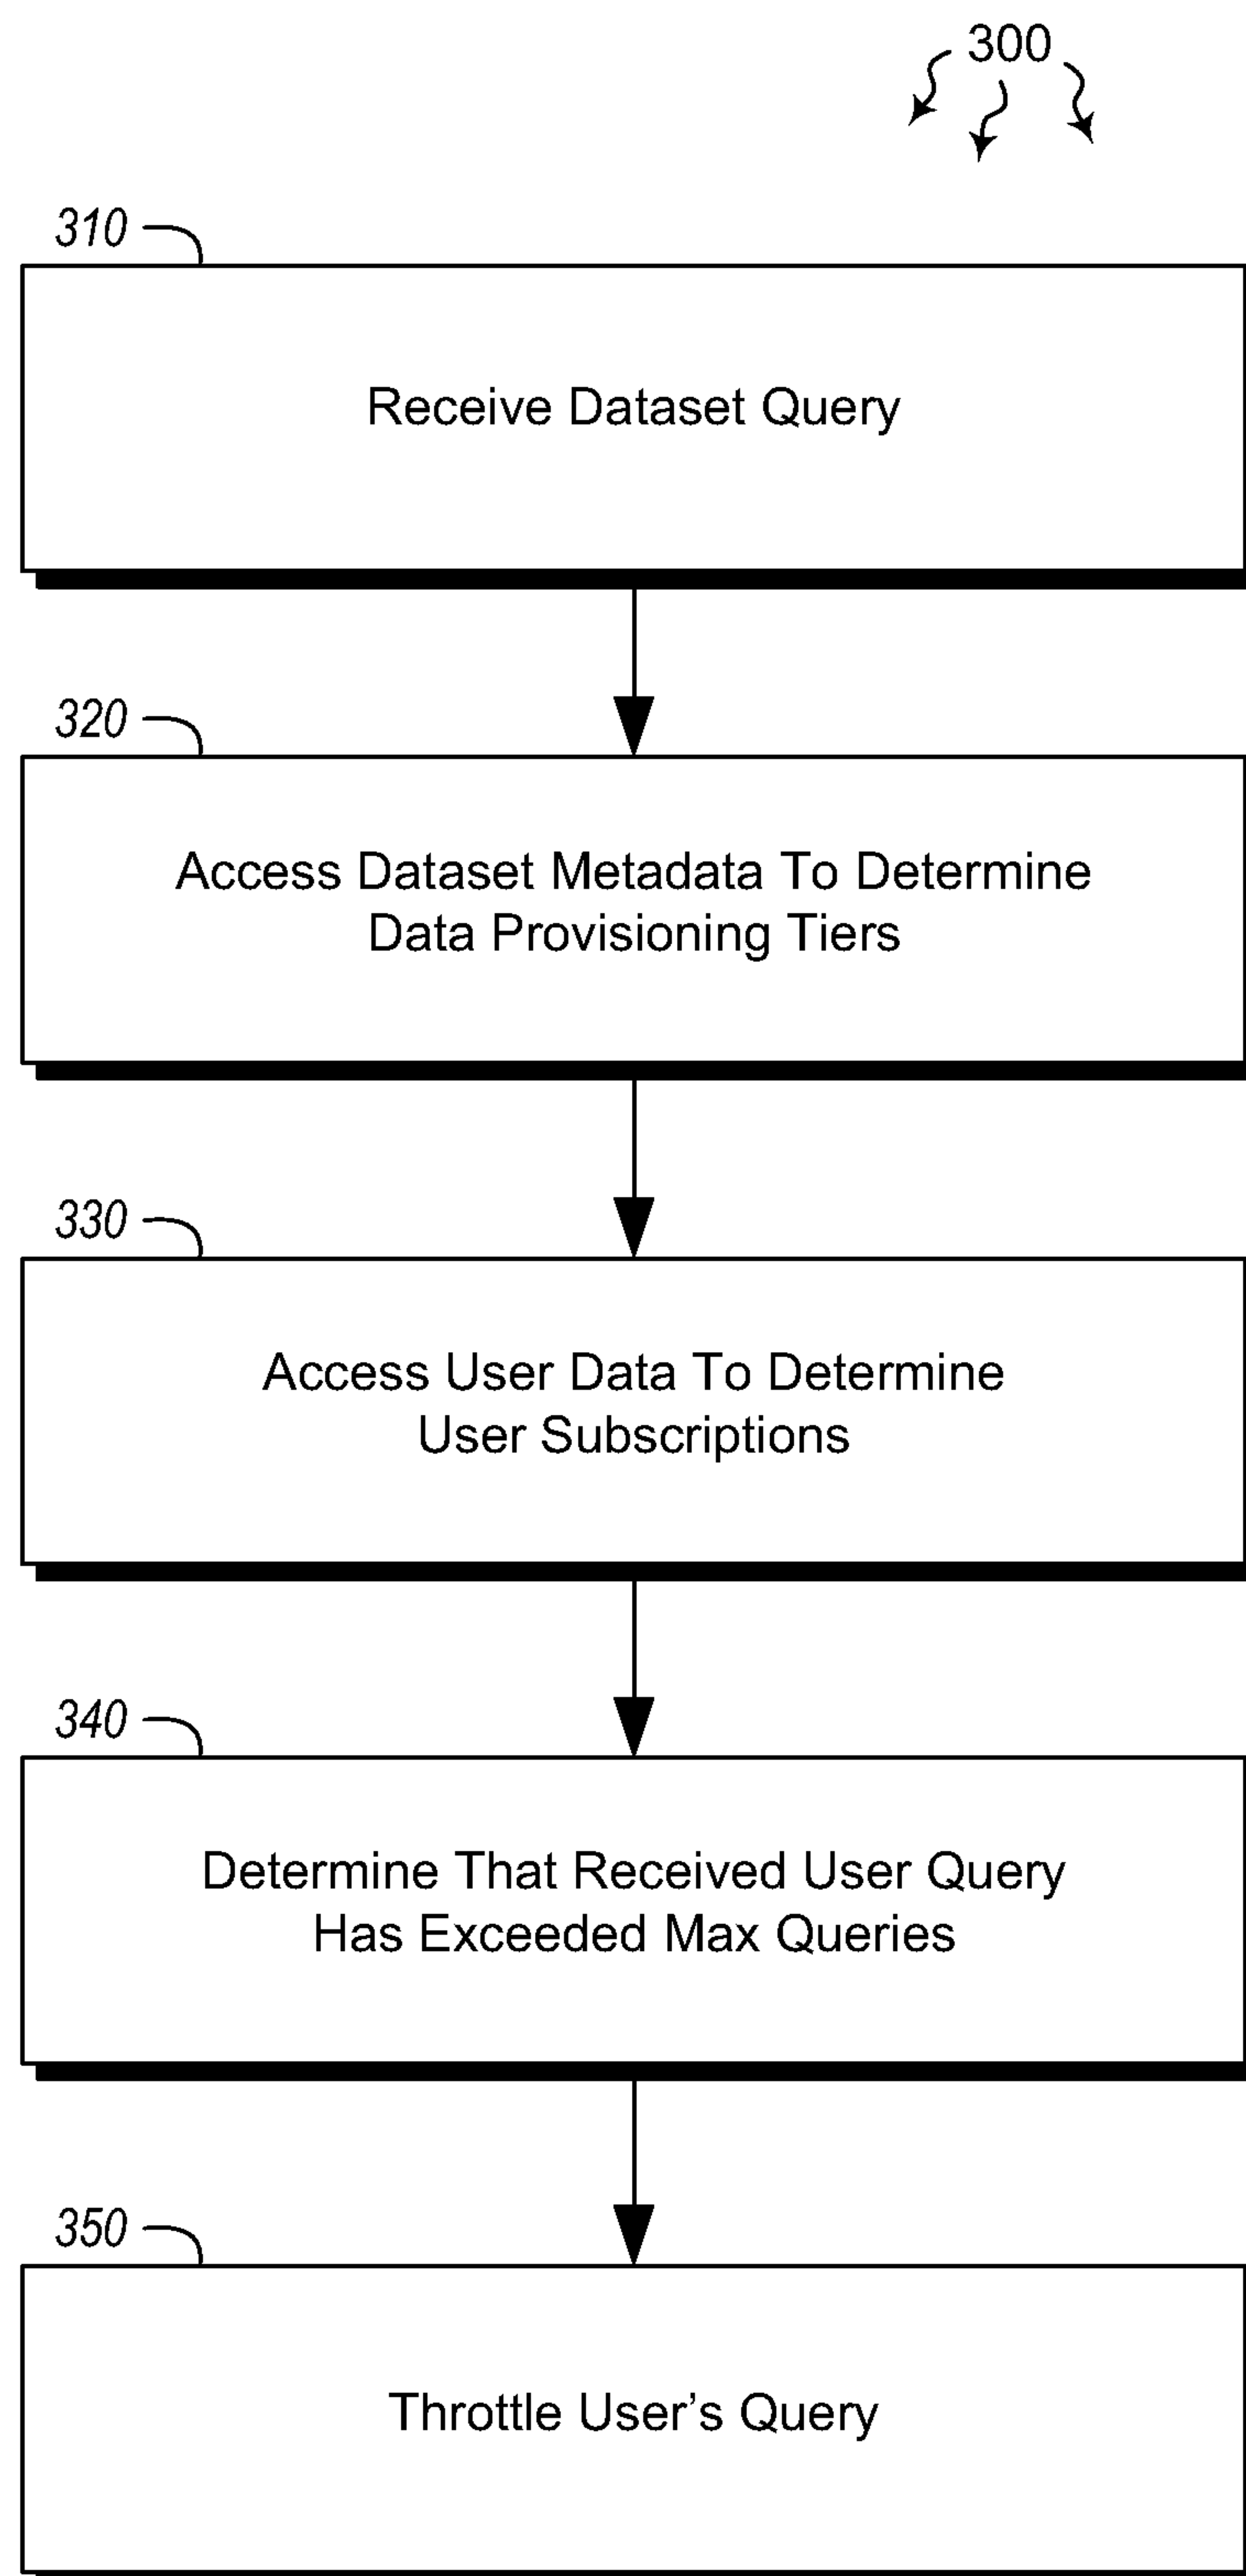 300
310
Receive Dataset Query
320
Access Dataset Metadata To Determine
Data Provisioning Tiers
330
Access User Data To Determine
User Subscriptions
340
Determine That Received User Query
Has Exceeded Max Queries
350
Throttle User’s Query